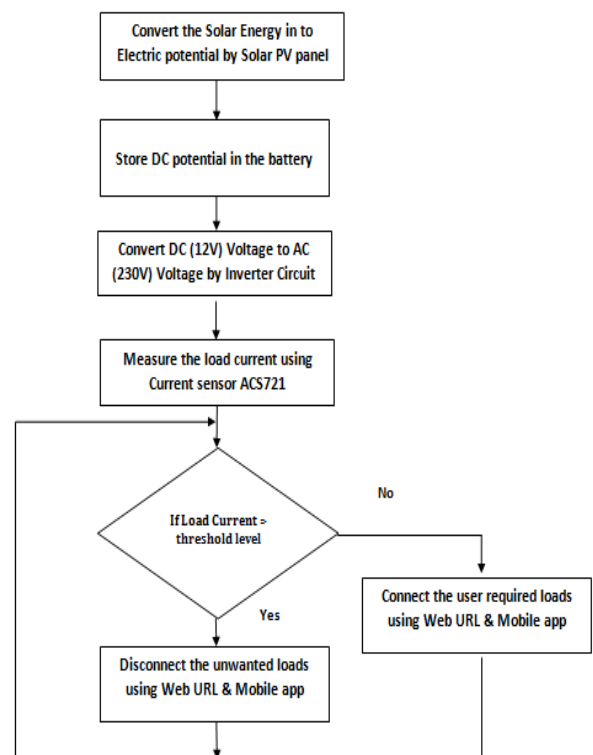 Convert the Solar Energy in to
Electric potential by Solar PV panel
Store DC potential in the battery
Convert DC (12V) Voltage to AC
(230V) Voltage by Inverter Circuit
Measure the load current using
Current sensor ACS721
If Load Current >
threshold level
No
Yes
Connect the user required loads
using Web URL & Mobile app
Disconnect the unwanted loads
using Web URL & Mobile app